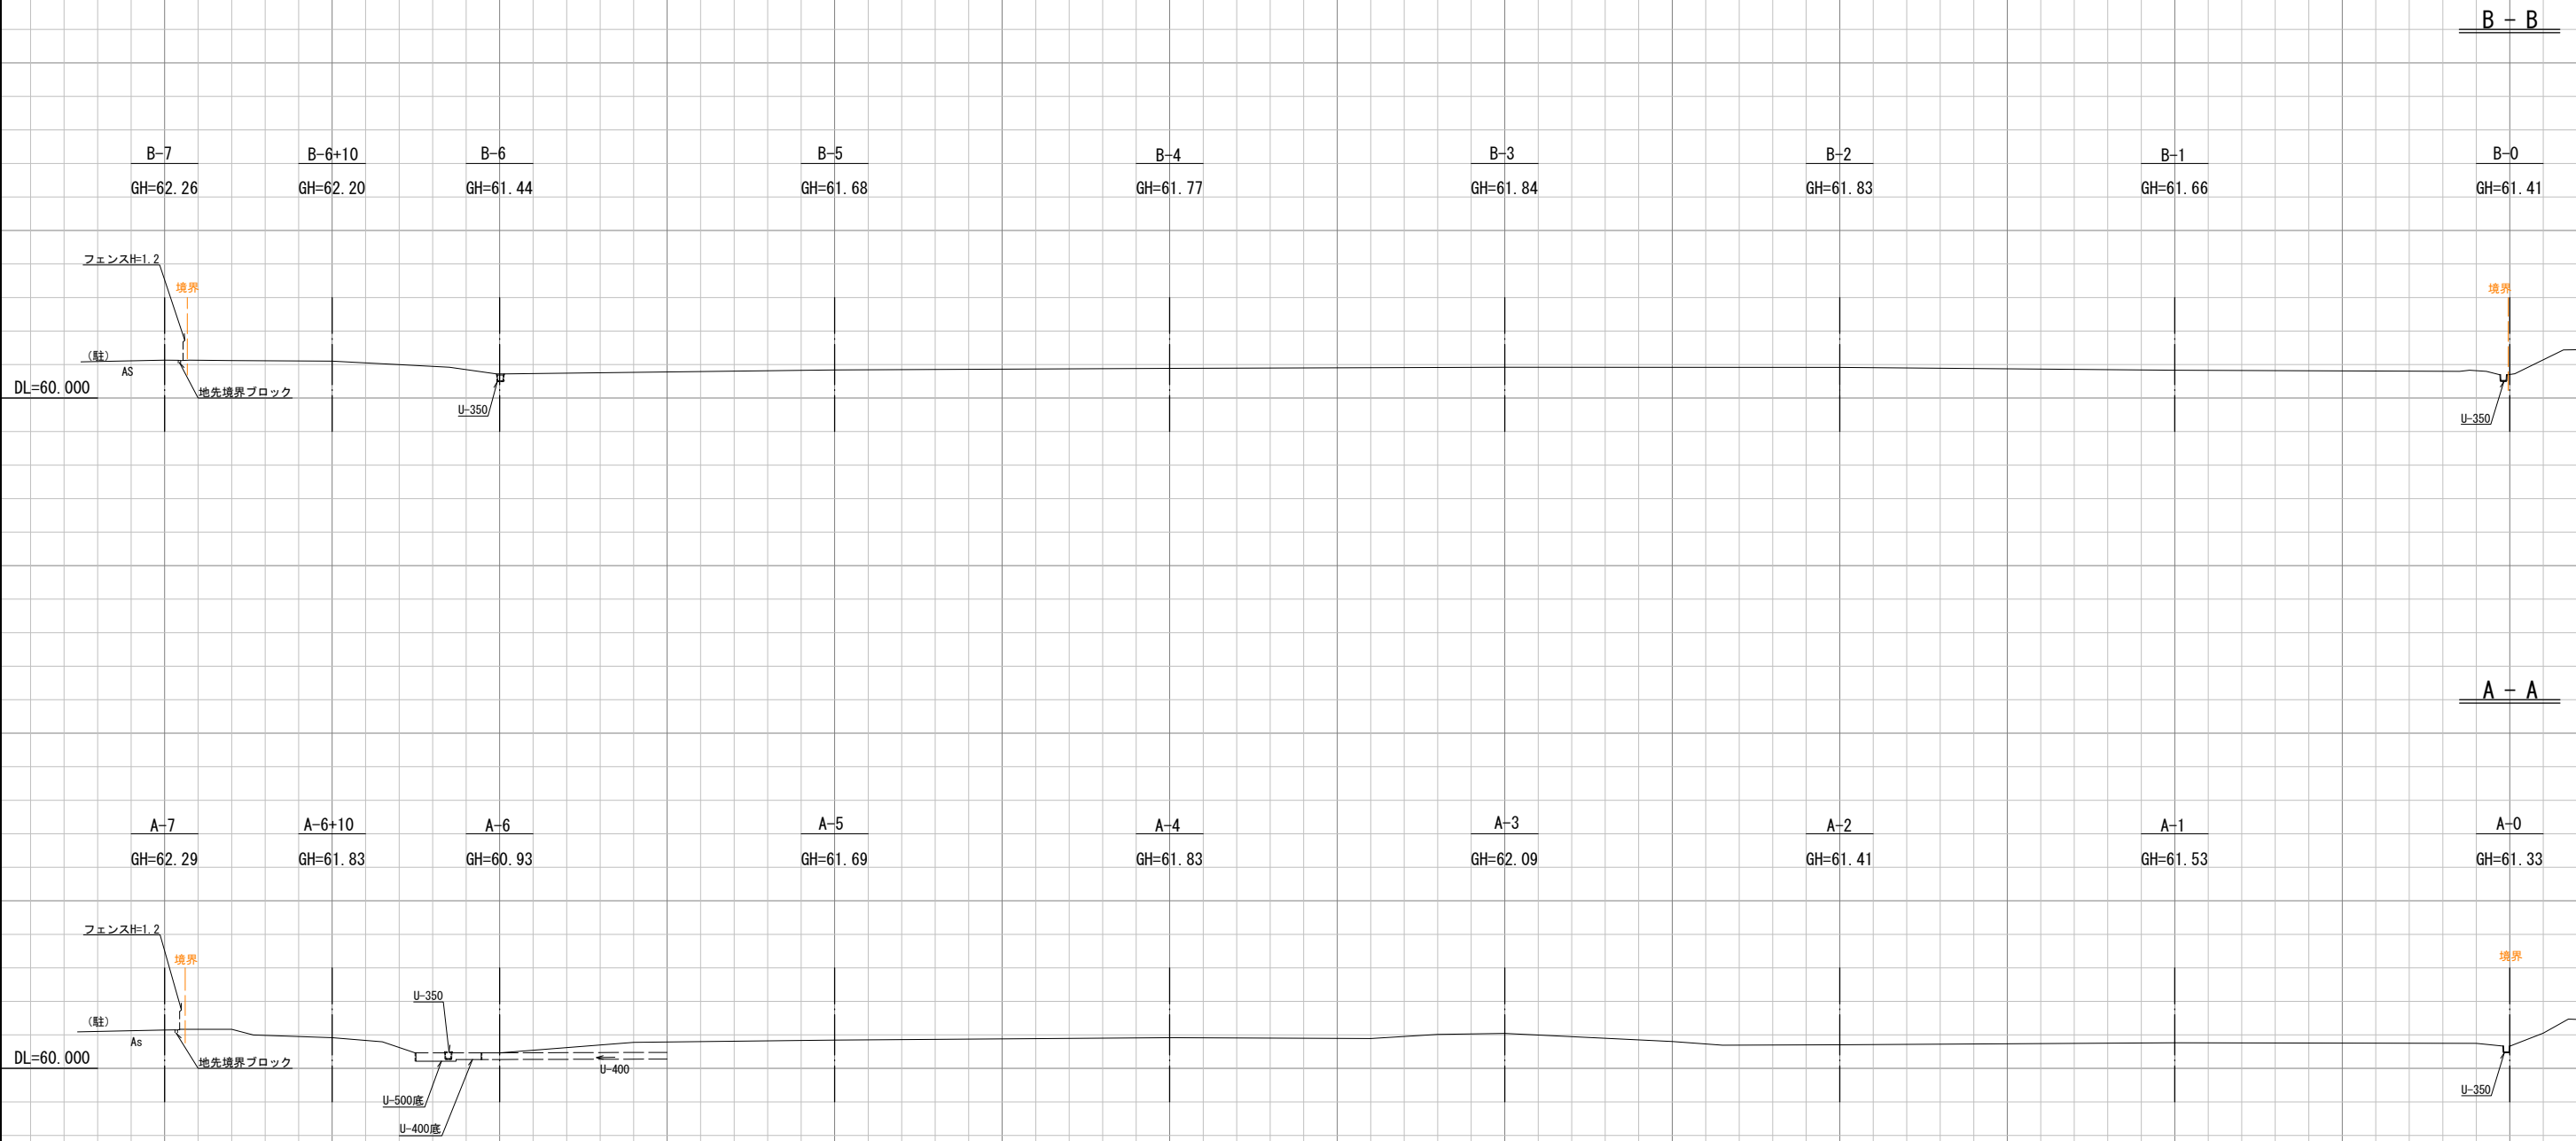 B - B
B-7 B-6+10 B-6 B-5 B-4 B-3 B-2 B-1 B-0
GH=62.26 GH=62.20 GH=61.44 GH=61.68 GH=61.77 GH=61.84 GH=61.83 GH=61.66 GH=61.41
フェンスH=1.2
境界 境界
(駐)
AS
DL=60.000 地先境界ブロック
U-350 U-350
A - A
A-7 A-6+10 A-6 A-5 A-4 A-3 A-2 A-1 A-0
GH=62.29 GH=61.83 GH=60.93 GH=61.69 GH=61.83 GH=62.09 GH=61.41 GH=61.53 GH=61.33
フェンスH=1.2
境界 境界
U-350
(駐)
As
DL=60.000 地先境界ブロック U-400
U-350
U-500底
U-400底